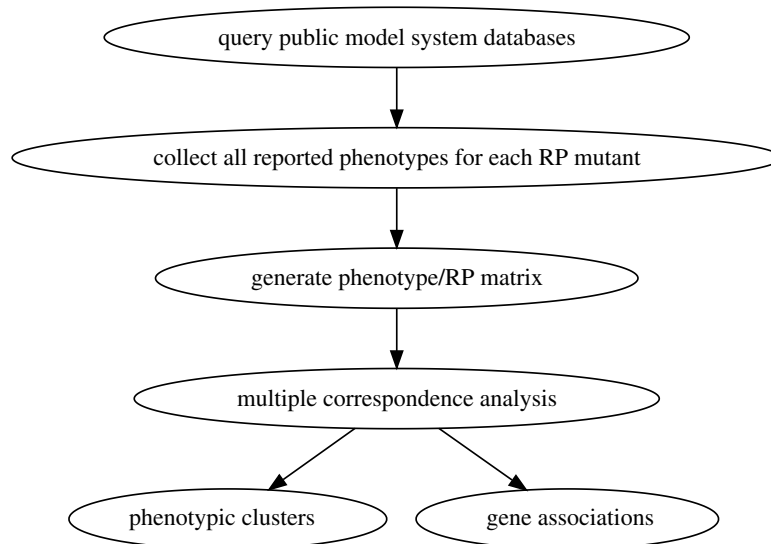 query public model system databases
collect all reported phenotypes for each RP mutant
generate phenotype/RP matrix
multiple correspondence analysis
phenotypic clusters
gene associations